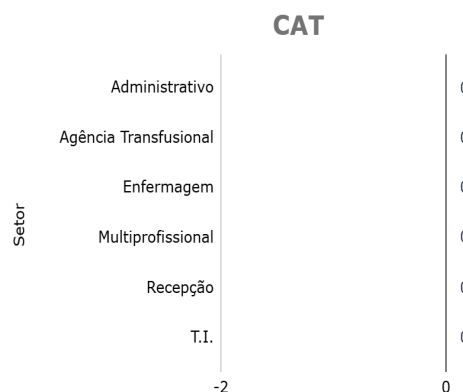 CAT
Administrativo
Agência Transfusional
Enfermagem
Multiprofissional
Recepção
T.I.
Setor
-2 0